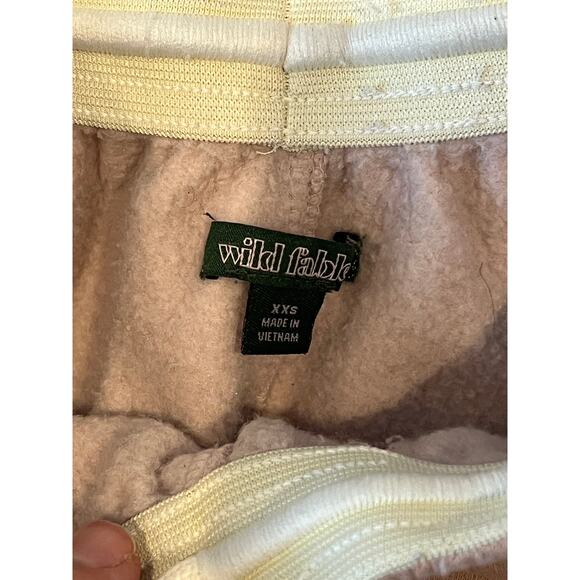 wild fable
XXS
MADE IN
VIETNAM